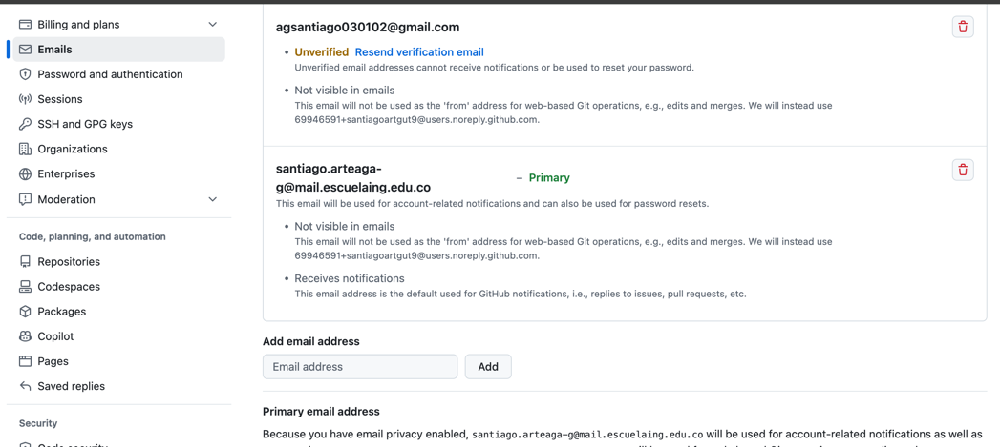 Billing and plans
Emails
Password and authentication
Sessions
SSH and GPG keys
Organizations
Enterprises
Moderation
Code, planning, and automation
Repositories
Codespaces
Packages
Copilot
Pages
Saved replies
Security
Code security
agsantiago030102@gmail.com
• Unverified Resend verification email
Unverified email addresses cannot receive notifications or be used to reset your password.
• Not visible in emails
This email will not be used as the 'from' address for web-based Git operations, e.g., edits and merges. We will instead use
69946591+santiagoartgut9@users.noreply.github.com.
santiago.arteaga-
g@mail.escuelaing.edu.co
– Primary
This email will be used for account-related notifications and can also be used for password resets.
• Not visible in emails
This email will not be used as the 'from' address for web-based Git operations, e.g., edits and merges. We will instead use
69946591+santiagoartgut9@users.noreply.github.com.
• Receives notifications
This email address is the default used for GitHub notifications, i.e., replies to issues, pull requests, etc.
Add email address
Email address
Add
Primary email address
Because you have email privacy enabled, santiago.arteaga-g@mail.escuelaing.edu.co will be used for account-related notifications as well as